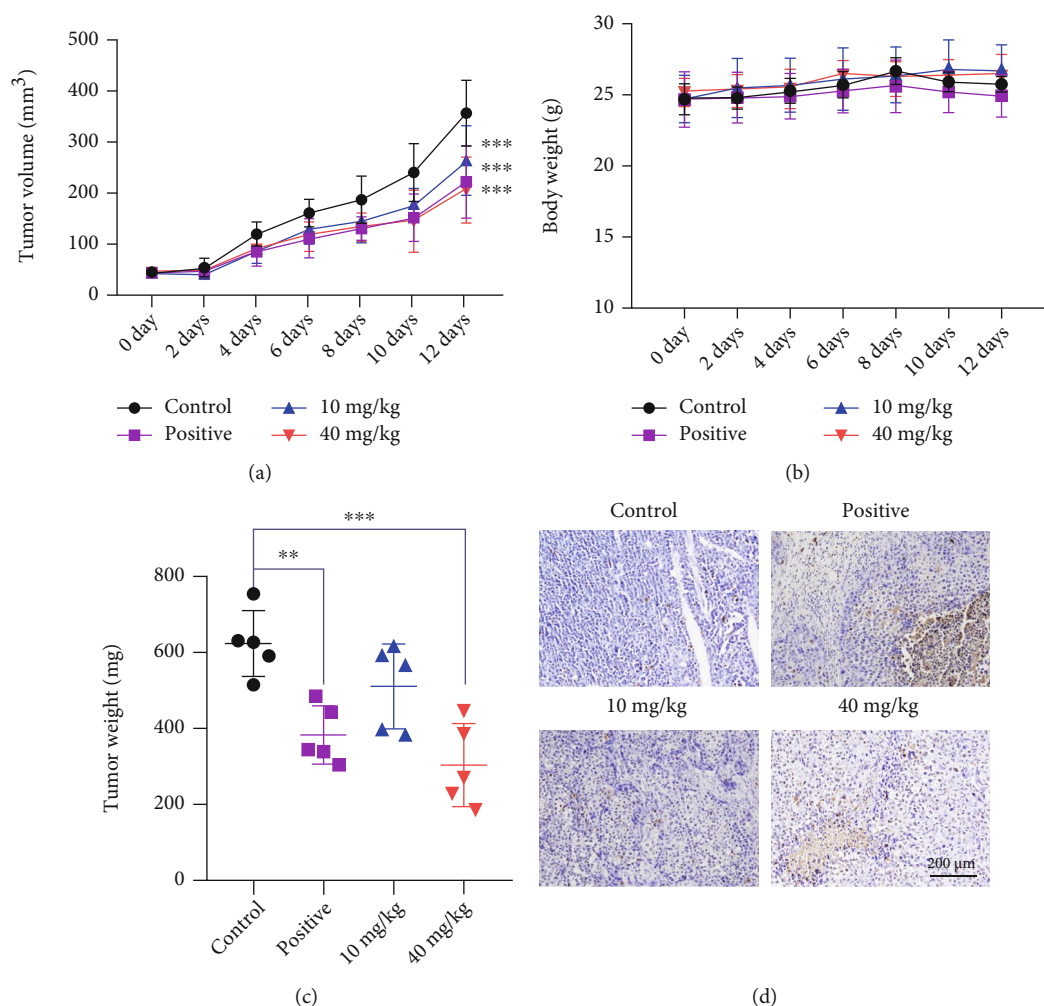 500
400
300
200
100
0
Tumor volume (mm³)
***
***
***
0 day
2 days
4 days
6 days
8 days
10 days
12 days
Control
10 mg/kg
Positive
40 mg/kg
(a)
30
25
20
15
10
Body weight (g)
0 day
2 days
4 days
6 days
8 days
10 days
12 days
Control
10 mg/kg
Positive
40 mg/kg
(b)
***
**
800
600
400
200
0
Tumor weight (mg)
Control
Positive
10 mg/kg
40 mg/kg
(c)
Control
Positive
10 mg/kg
40 mg/kg
200 µm
(d)